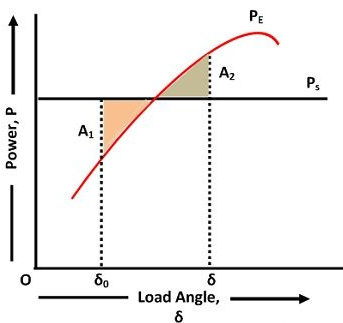 P_E
A₂
P_s
A₁
Power, P
O
δ₀
δ
Load Angle,
δ